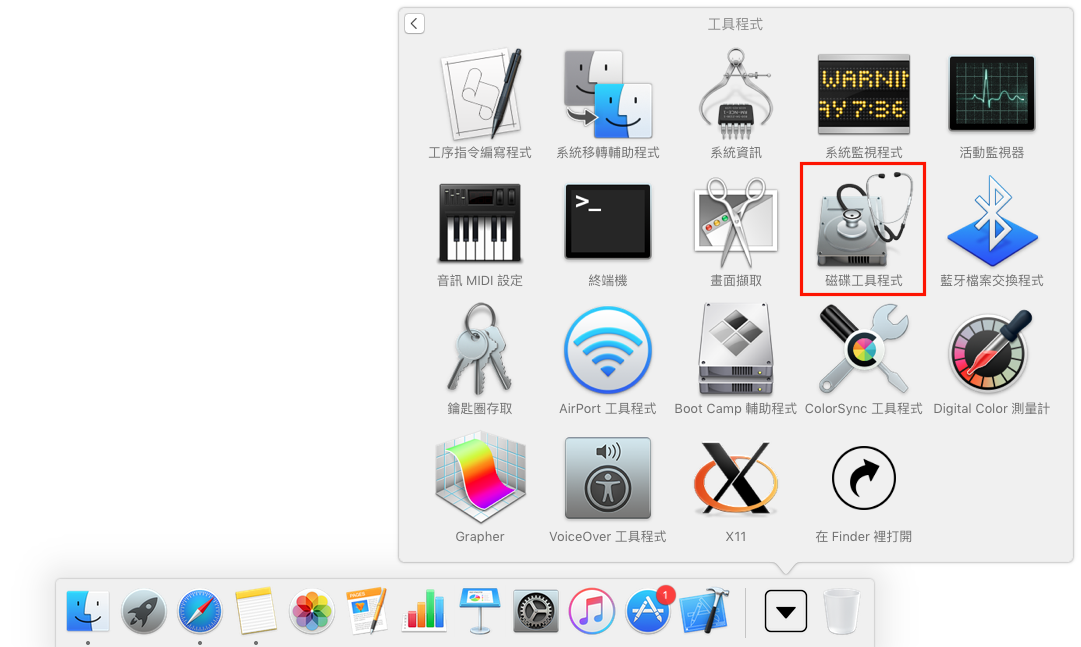 工具程式
WARNIN
AY 7:36
工序指令編寫程式
系統移轉輔助程式
系統資訊
系統監視程式
活動監視器
>_
音訊 MIDI 設定
終端機
畫面擷取
磁碟工具程式
藍牙檔案交換程式
鑰匙圈存取
AirPort 工具程式
Boot Camp 輔助程式
ColorSync 工具程式
Digital Color 測量計
Grapher
VoiceOver 工具程式
X11
在 Finder 裡打開
PAGES
1